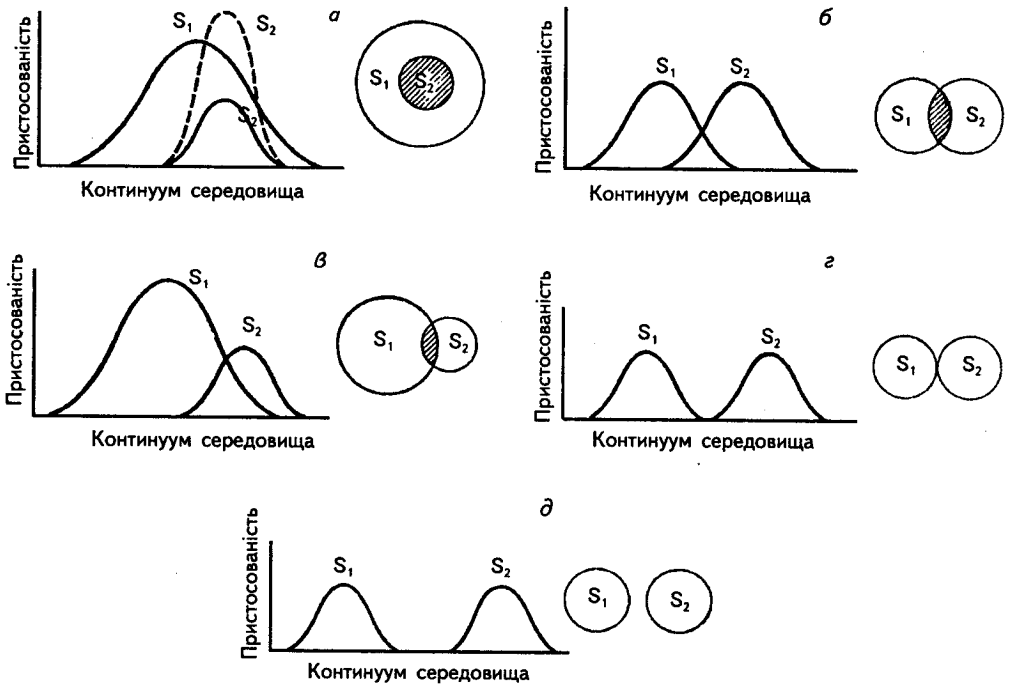 а
Пристосованість
S₁
S₂
S₂
Континуум середовища
S₁
S₂
б
Пристосованість
S₁
S₂
Континуум середовища
S₁
S₂
в
Пристосованість
S₁
S₂
Континуум середовища
S₁
S₂
г
Пристосованість
S₁
S₂
Континуум середовища
S₁
S₂
д
Пристосованість
S₁
S₂
Континуум середовища
S₁
S₂